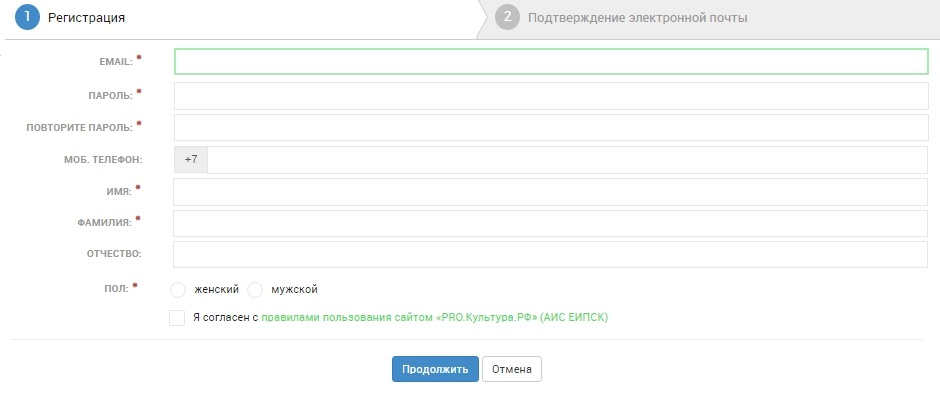 1 Регистрация 2 Подтверждение электронной почты
EMAIL: *
ПАРОЛЬ: *
ПОВТОРИТЕ ПАРОЛЬ: *
МОБ. ТЕЛЕФОН: +7
ИМЯ: *
ФАМИЛИЯ: *
ОТЧЕСТВО:
ПОЛ: * женский мужской
Я согласен с правилами пользования сайтом «PRO.Культура.РФ» (АИС ЕИПСК)
Продолжить Отмена